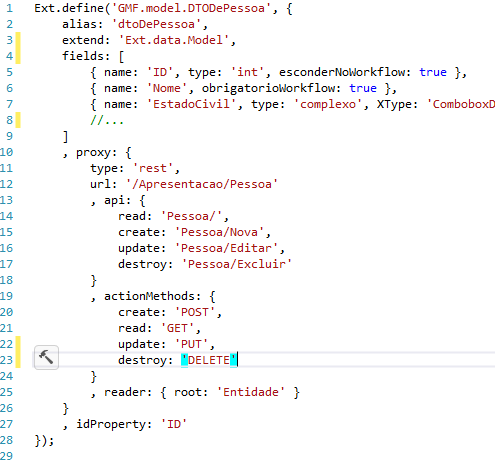 1 Ext.define('GMF.model.DTODePessoa', {
2 alias: 'dtoDePessoa',
3 extend: 'Ext.data.Model',
4 fields: [
5 { name: 'ID', type: 'int', esconderNoWorkflow: true },
6 { name: 'Nome', obrigatorioWorkflow: true },
7 { name: 'EstadoCivil', type: 'complexo', XType: 'ComboboxD
8 //...
9 ]
10 , proxy: {
11 type: 'rest',
12 url: '/Apresentacao/Pessoa'
13 , api: {
14 read: 'Pessoa/',
15 create: 'Pessoa/Nova',
16 update: 'Pessoa/Editar',
17 destroy: 'Pessoa/Excluir'
18 }
19 , actionMethods: {
20 create: 'POST',
21 read: 'GET',
22 update: 'PUT',
23 destroy: 'DELETE'
24 }
25 , reader: { root: 'Entidade' }
26 }
27 , idProperty: 'ID'
28 });
29